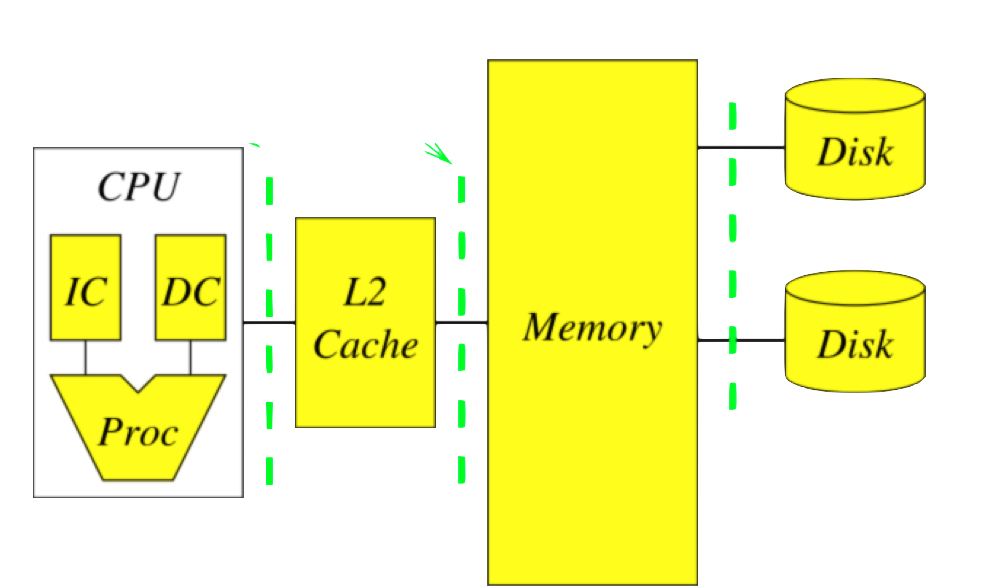 CPU
IC
DC
Proc
L2
Cache
Memory
Disk
Disk